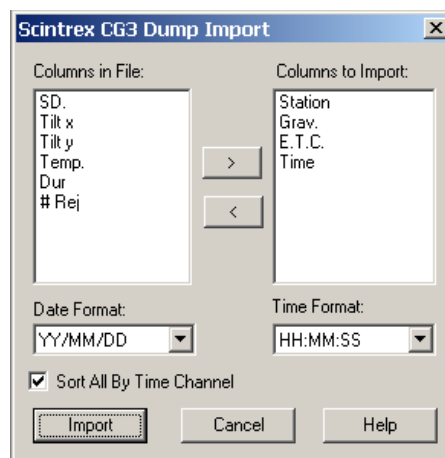 Scintrex CG3 Dump Import
Columns in File:
Columns to Import:
SD.
Tilt x
Tilt y
Temp.
Dur
# Rej
>
<
Station
Grav.
E.T.C.
Time
Date Format:
Time Format:
YY/MM/DD
HH:MM:SS
Sort All By Time Channel
Import
Cancel
Help